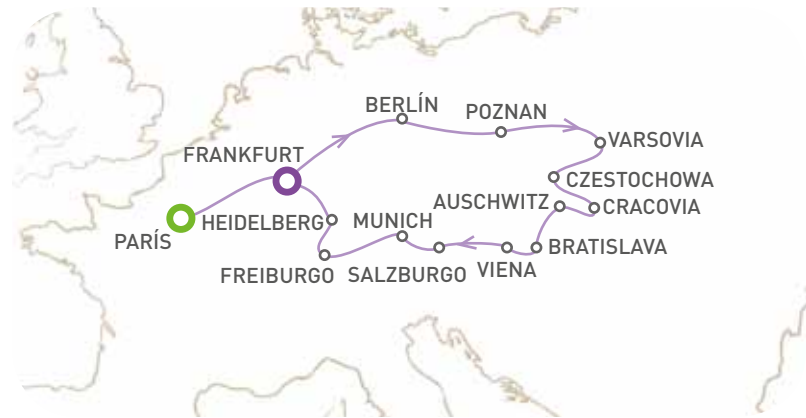 BERLÍN
POZNAN
VARSOVIA
FRANKFURT
CZESTOCHOWA
AUSCHWITZ
CRACOVIA
HEIDELBERG
MUNICH
PARÍS
BRATISLAVA
FREIBURGO
SALZBURGO
VIENA